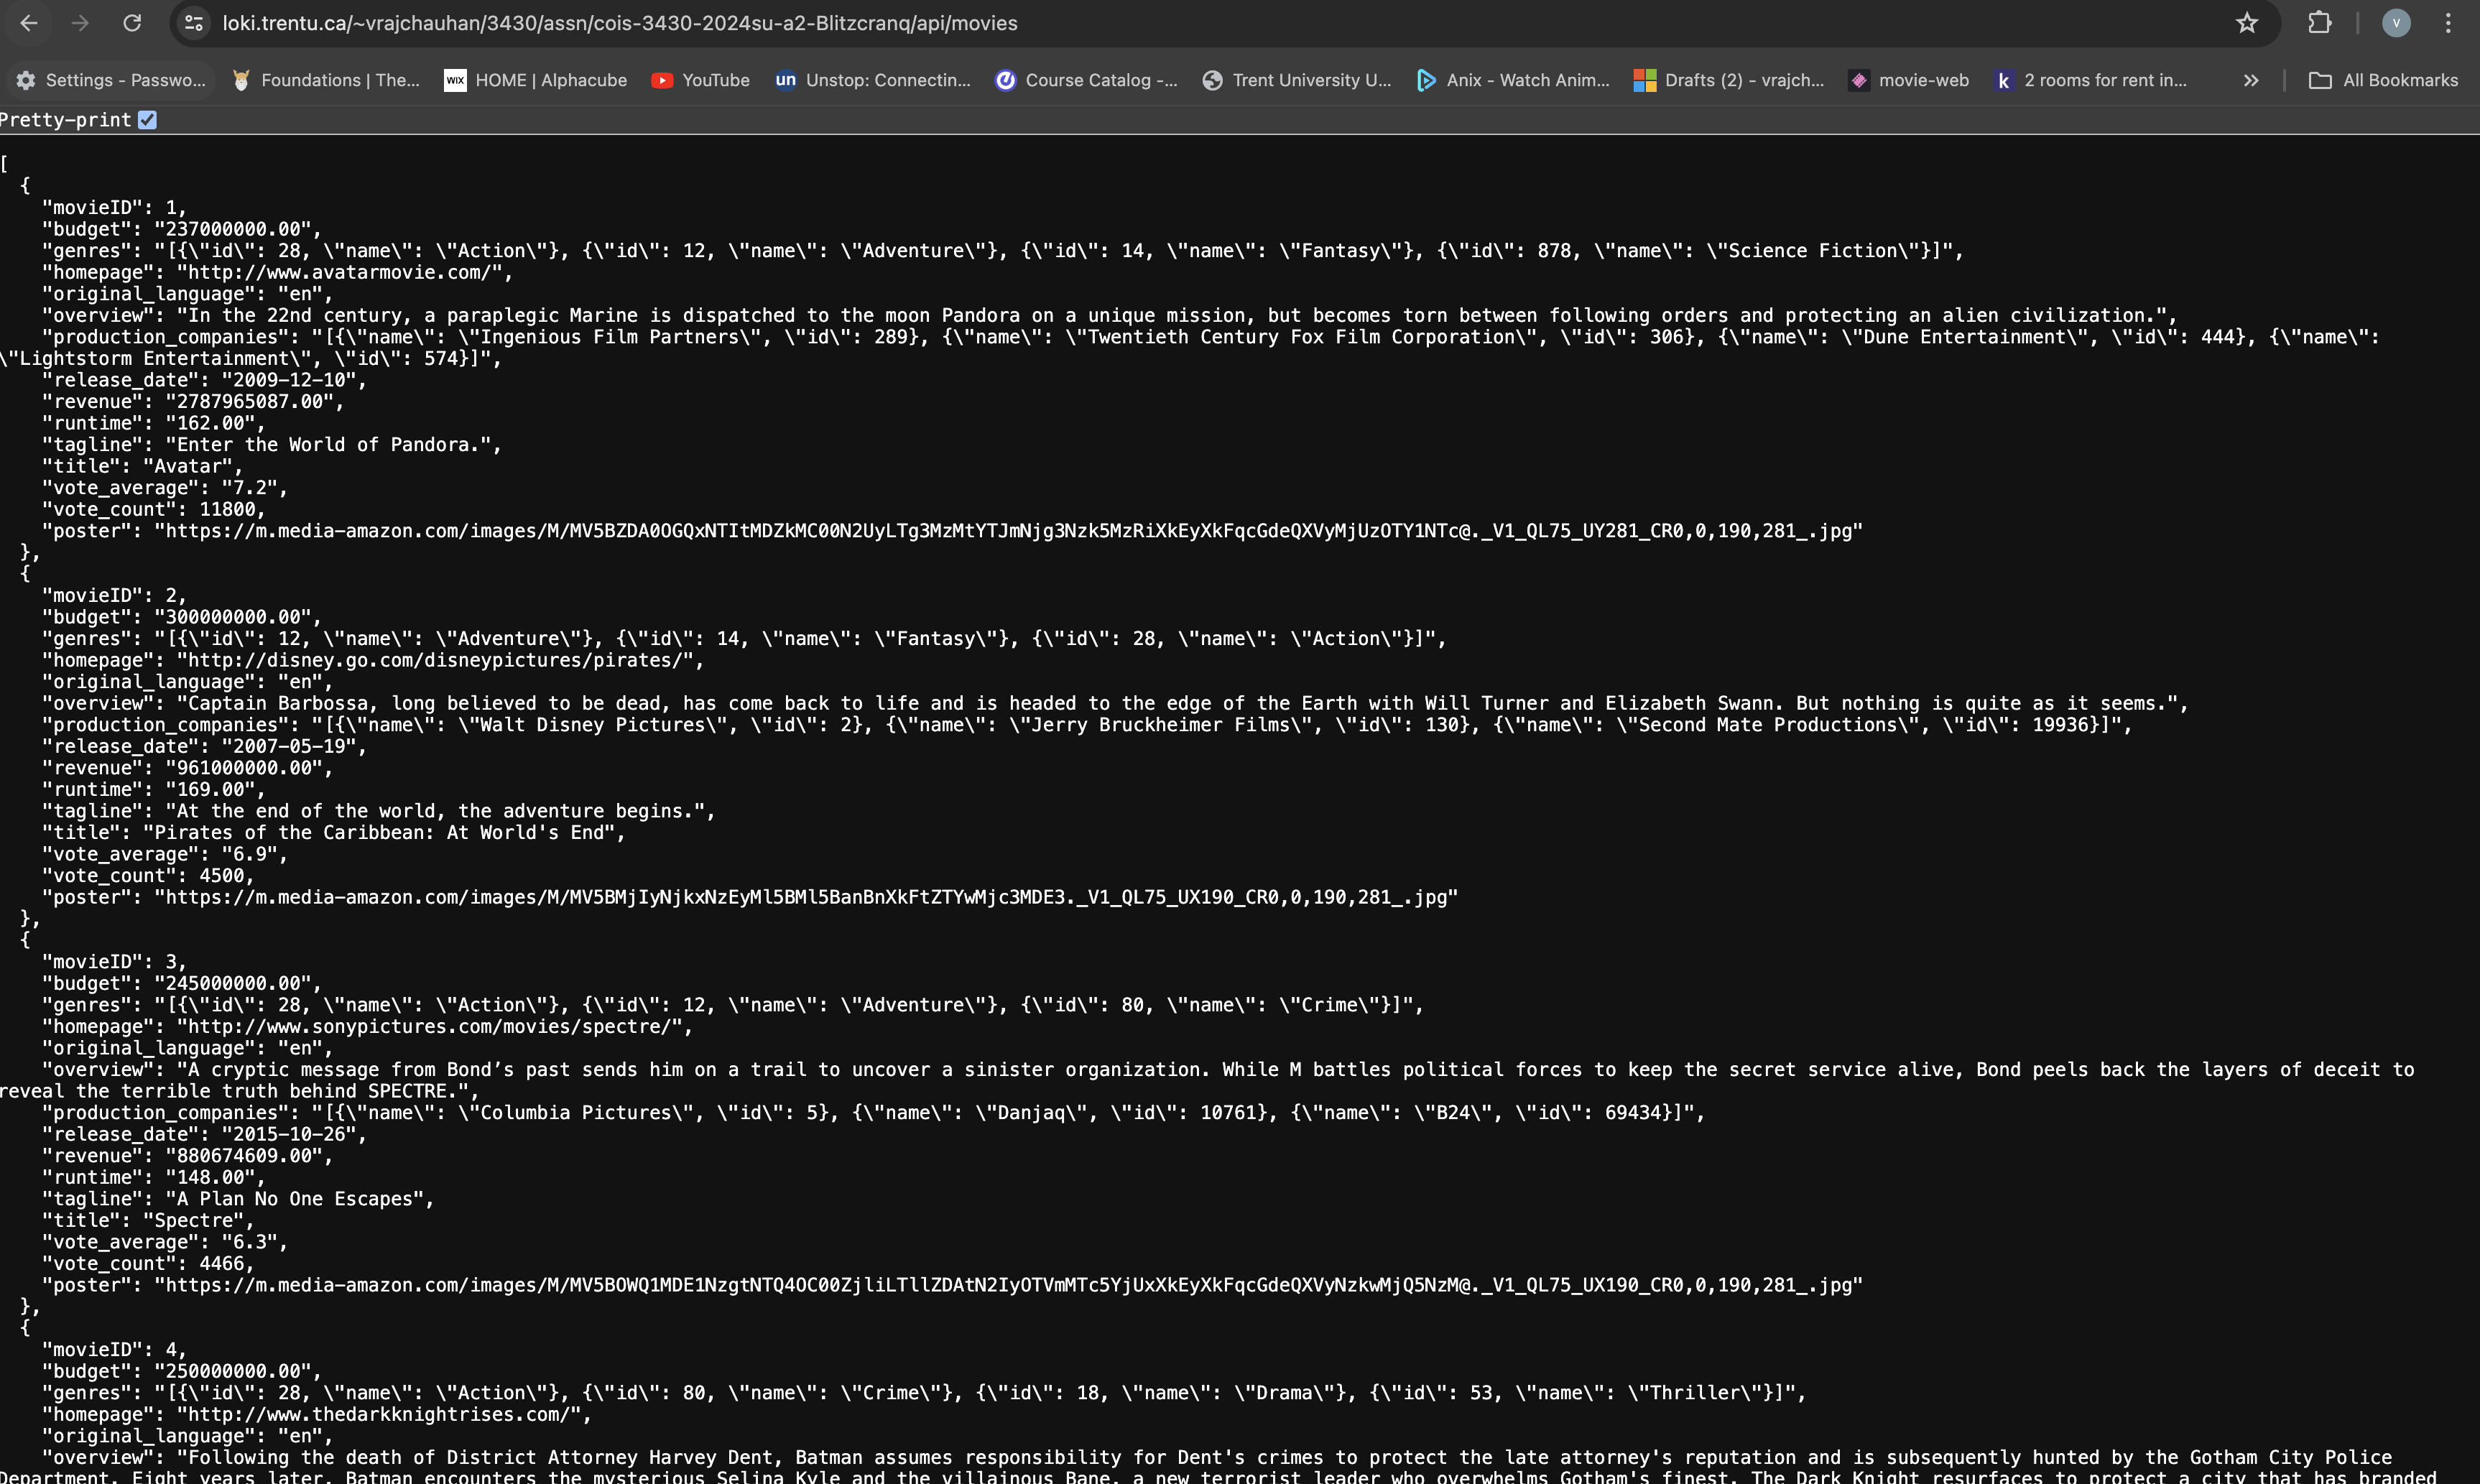 loki.trentu.ca/~vrajchauhan/3430/assn/cois-3430-2024su-a2-Blitzcranq/api/movies
V
Settings - Passwo... Foundations | The... WIX HOME | Alphacube YouTube un Unstop: Connectin... Course Catalog -... Trent University U... Anix - Watch Anim... Drafts (2) - vrajch... movie-web k 2 rooms for rent in... » All Bookmarks
Pretty-print
[
{
"movieID": 1,
"budget": "237000000.00",
"genres": "[{\"id\": 28, \"name\": \"Action\"}, {\"id\": 12, \"name\": \"Adventure\"}, {\"id\": 14, \"name\": \"Fantasy\"}, {\"id\": 878, \"name\": \"Science Fiction\"}]",
"homepage": "http://www.avatarmovie.com/",
"original_language": "en",
"overview": "In the 22nd century, a paraplegic Marine is dispatched to the moon Pandora on a unique mission, but becomes torn between following orders and protecting an alien civilization.",
"production_companies": "[{\"name\": \"Ingenious Film Partners\", \"id\": 289}, {\"name\": \"Twentieth Century Fox Film Corporation\", \"id\": 306}, {\"name\": \"Dune Entertainment\", \"id\": 444}, {\"name\":
\"Lightstorm Entertainment\", \"id\": 574}]",
"release_date": "2009-12-10",
"revenue": "2787965087.00",
"runtime": "162.00",
"tagline": "Enter the World of Pandora.",
"title": "Avatar",
"vote_average": "7.2",
"vote_count": 11800,
"poster": "https://m.media-amazon.com/images/M/MV5BZDA0OGQxNTItMDZkMC00N2UyLTg3MzMtYTJmNjg3Nzk5MzRiXkEyXkFqcGdeQXVyMjUzOTY1NTc@._V1_QL75_UY281_CR0,0,190,281_.jpg"
},
{
"movieID": 2,
"budget": "300000000.00",
"genres": "[{\"id\": 12, \"name\": \"Adventure\"}, {\"id\": 14, \"name\": \"Fantasy\"}, {\"id\": 28, \"name\": \"Action\"}]",
"homepage": "http://disney.go.com/disneypictures/pirates/",
"original_language": "en",
"overview": "Captain Barbossa, long believed to be dead, has come back to life and is headed to the edge of the Earth with Will Turner and Elizabeth Swann. But nothing is quite as it seems.",
"production_companies": "[{\"name\": \"Walt Disney Pictures\", \"id\": 2}, {\"name\": \"Jerry Bruckheimer Films\", \"id\": 130}, {\"name\": \"Second Mate Productions\", \"id\": 19936}]",
"release_date": "2007-05-19",
"revenue": "961000000.00",
"runtime": "169.00",
"tagline": "At the end of the world, the adventure begins.",
"title": "Pirates of the Caribbean: At World's End",
"vote_average": "6.9",
"vote_count": 4500,
"poster": "https://m.media-amazon.com/images/M/MV5BMjIyNjkxNzEyMl5BMl5BanBnXkFtZTYwMjc3MDE3._V1_QL75_UX190_CR0,0,190,281_.jpg"
},
{
"movieID": 3,
"budget": "245000000.00",
"genres": "[{\"id\": 28, \"name\": \"Action\"}, {\"id\": 12, \"name\": \"Adventure\"}, {\"id\": 80, \"name\": \"Crime\"}]",
"homepage": "http://www.sonypictures.com/movies/spectre/",
"original_language": "en",
"overview": "A cryptic message from Bond’s past sends him on a trail to uncover a sinister organization. While M battles political forces to keep the secret service alive, Bond peels back the layers of deceit to
reveal the terrible truth behind SPECTRE.",
"production_companies": "[{\"name\": \"Columbia Pictures\", \"id\": 5}, {\"name\": \"Danjaq\", \"id\": 10761}, {\"name\": \"B24\", \"id\": 69434}]",
"release_date": "2015-10-26",
"revenue": "880674609.00",
"runtime": "148.00",
"tagline": "A Plan No One Escapes",
"title": "Spectre",
"vote_average": "6.3",
"vote_count": 4466,
"poster": "https://m.media-amazon.com/images/M/MV5BOWQ1MDE1NzgtNTQ4OC00ZjliLTllZDAtN2IyOTVmMTc5YjUxXkEyXkFqcGdeQXVyNzkwMjQ5NzM@._V1_QL75_UX190_CR0,0,190,281_.jpg"
},
{
"movieID": 4,
"budget": "250000000.00",
"genres": "[{\"id\": 28, \"name\": \"Action\"}, {\"id\": 80, \"name\": \"Crime\"}, {\"id\": 18, \"name\": \"Drama\"}, {\"id\": 53, \"name\": \"Thriller\"}]",
"homepage": "http://www.thedarkknightrises.com/",
"original_language": "en",
"overview": "Following the death of District Attorney Harvey Dent, Batman assumes responsibility for Dent's crimes to protect the late attorney's reputation and is subsequently hunted by the Gotham City Police
Department. Eight years later, Batman encounters the mysterious Selina Kyle and the villainous Bane, a new terrorist leader who overwhelms Gotham's finest. The Dark Knight resurfaces to protect a city that has branded